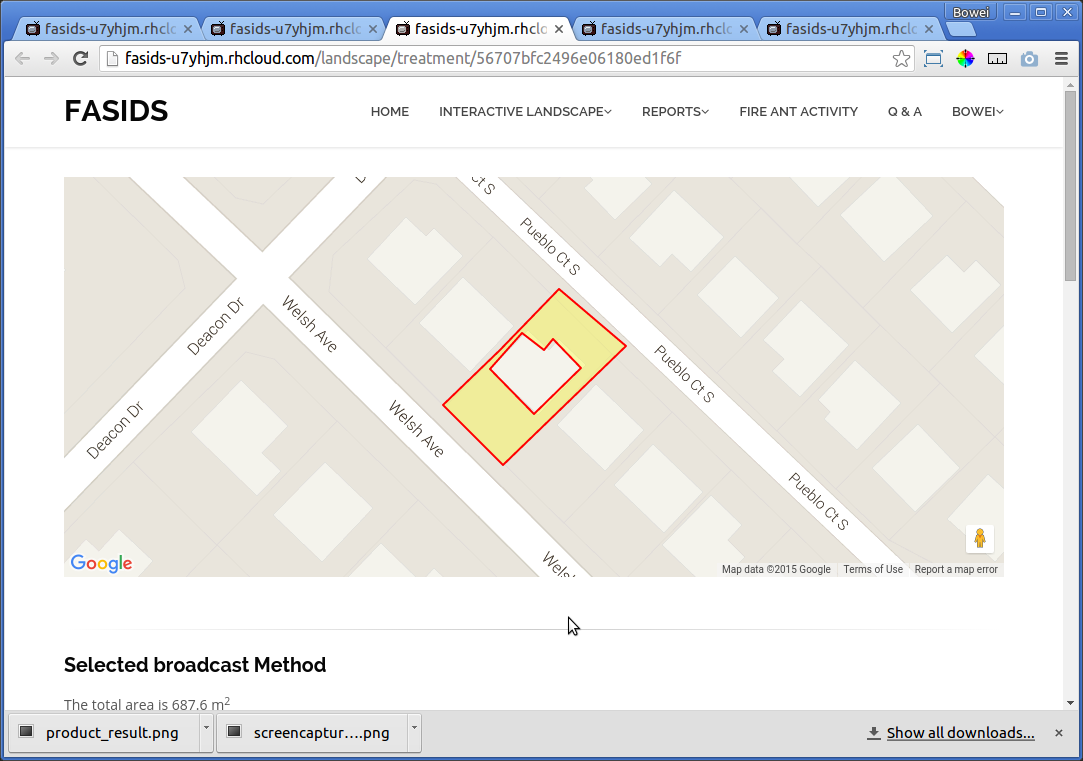 Bowei
fasids-u7yhjm.rhclo
fasids-u7yhjm.rhclo
fasids-u7yhjm.rhclo
fasids-u7yhjm.rhclo
fasids-u7yhjm.rhclo
fasids-u7yhjm.rhcloud.com/landscape/treatment/56707bfc2496e06180ed1f6f
FASIDS
HOME INTERACTIVE LANDSCAPE REPORTS FIRE ANT ACTIVITY Q & A BOWEI
Ct S
Pueblo Ct S
Deacon Dr
Welsh Ave
Pueblo Ct S
Deacon Dr
Welsh Ave
Pueblo Ct S
Wels
Google
Map data ©2015 Google Terms of Use Report a map error
Selected broadcast Method
The total area is 687.6 m²
product_result.png screencaptur....png Show all downloads...